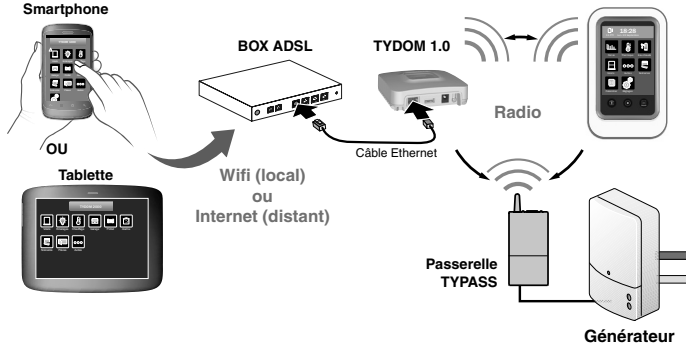 Smartphone
BOX ADSL
TYDOM 1.0
18:28
Radio
OU
Câble Ethernet
Tablette
Wifi (local)
ou
Internet (distant)
Passerelle
TYPASS
Générateur